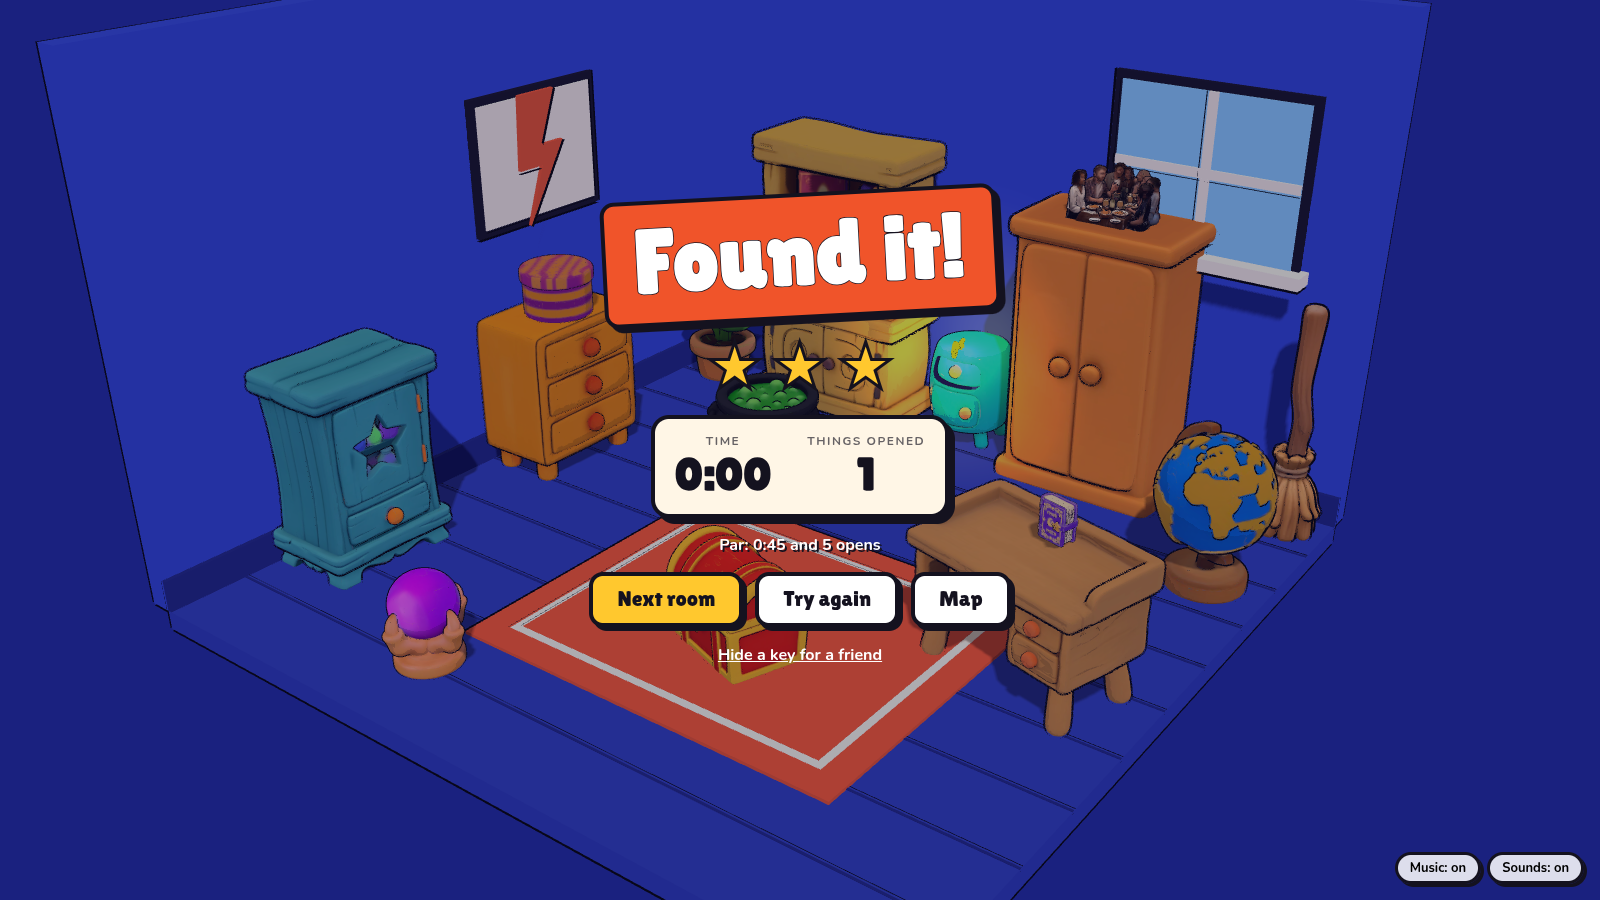 Found it!
TIME
THINGS OPENED
0:00
1
Par: 0:45 and 5 opens
Next room
Try again
Map
Hide a key for a friend
Music: on
Sounds: on